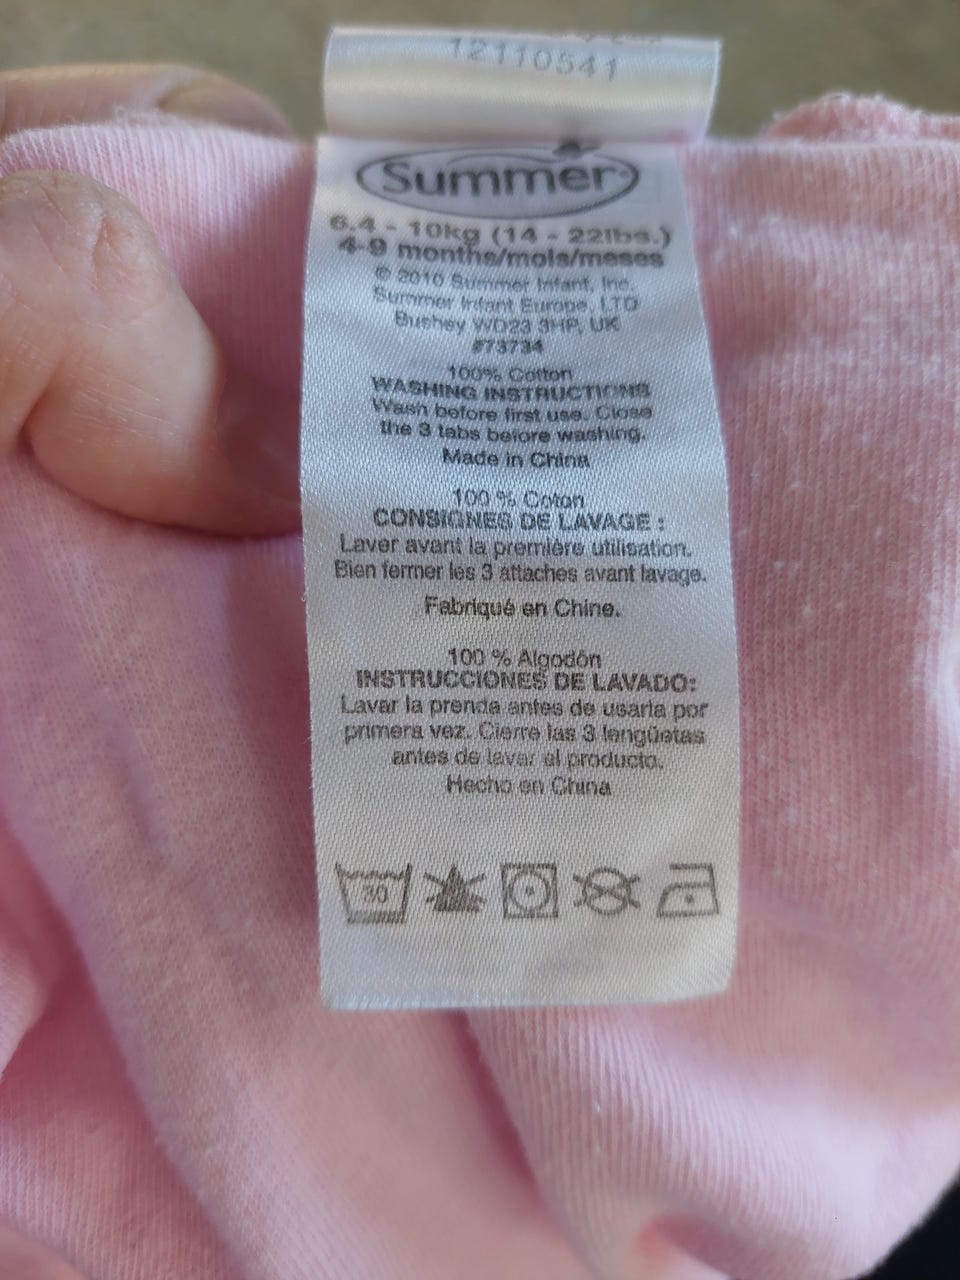 12110541
Summer
6.4 - 10kg (14 - 22lbs.)
4-9 months/mois/meses
© 2010 Summer Infant, Inc.
Summer Infant Europe, LTD
Bushey WD23 3HP, UK
#73734
100% Cotton
WASHING INSTRUCTIONS
Wash before first use. Close
the 3 tabs before washing.
Made in China
100 % Coton
CONSIGNES DE LAVAGE :
Laver avant la première utilisation.
Bien fermer les 3 attaches avant lavage.
Fabriqué en Chine.
100 % Algodón
INSTRUCCIONES DE LAVADO:
Lavar la prenda antes de usarla por
primera vez. Cierre las 3 lengüetas
antes de lavar el producto.
Hecho en China
30